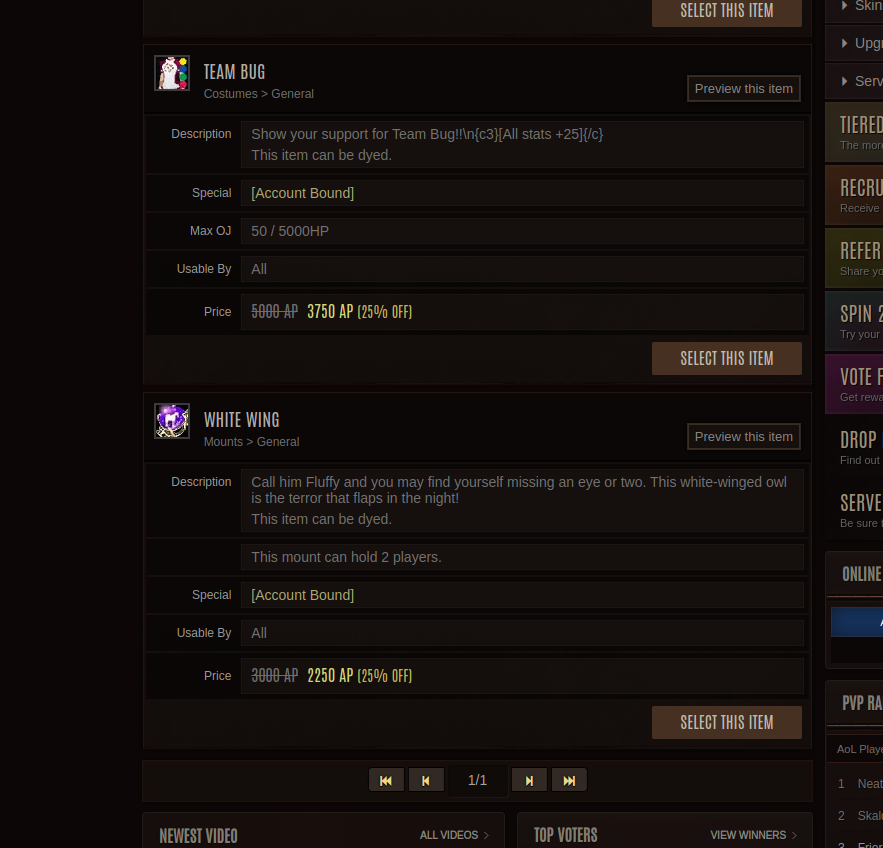 SELECT THIS ITEM
TEAM BUG
Costumes > General
Preview this item
Description
Show your support for Team Bug!!\n{c3}[All stats +25]{/c}
This item can be dyed.
Special
[Account Bound]
Max OJ
50 / 5000HP
Usable By
All
Price
5000 AP 3750 AP (25% OFF)
SELECT THIS ITEM
WHITE WING
Mounts > General
Preview this item
Description
Call him Fluffy and you may find yourself missing an eye or two. This white-winged owl
is the terror that flaps in the night!
This item can be dyed.
This mount can hold 2 players.
Special
[Account Bound]
Usable By
All
Price
3000 AP 2250 AP (25% OFF)
SELECT THIS ITEM
1/1
NEWEST VIDEO
ALL VIDEOS
TOP VOTERS
VIEW WINNERS
Skin
Upg
Serv
TIERED
The mor
RECRU
Receive
REFER
Share yo
SPIN 2
Try your
VOTE F
Get rewa
DROP
Find out
SERVE
Be sure t
ONLINE
PVP RA
AoL Playe
1 Neat
2 Skal